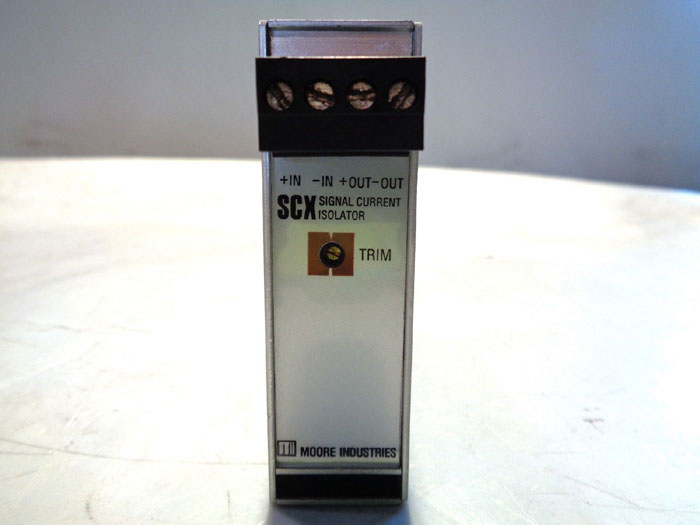 +IN -IN +OUT-OUT
SCX SIGNAL CURRENT
ISOLATOR
TRIM
MOORE INDUSTRIES